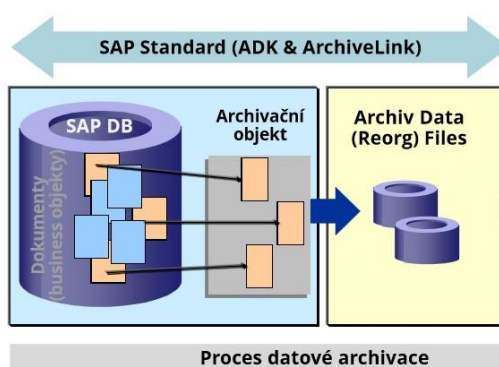 SAP Standard (ADK & ArchiveLink)
SAP DB
Dokumenty
(business objekty)
Archivační
objekt
Archiv Data
(Reorg) Files
Proces datové archivace